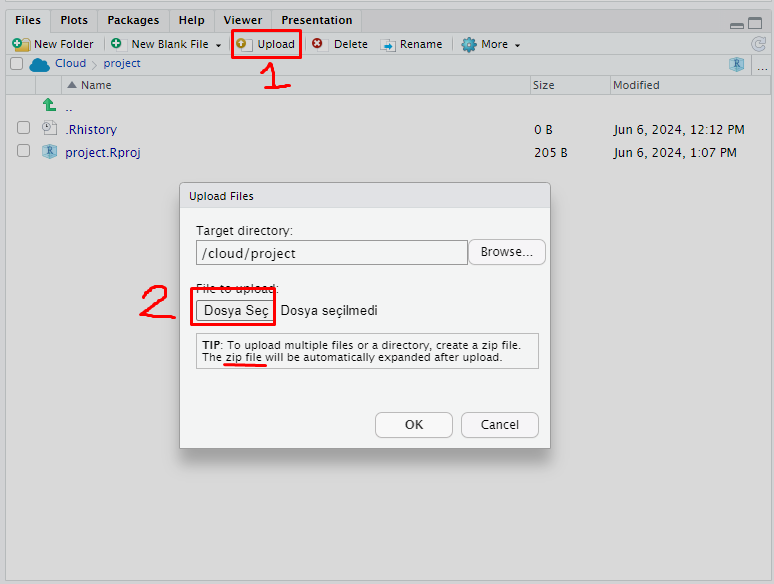 Files Plots Packages Help Viewer Presentation
New Folder New Blank File Upload Delete Rename More
Cloud project R ...
1
Name Size Modified
..
.Rhistory 0 B Jun 6, 2024, 12:12 PM
R project.Rproj 205 B Jun 6, 2024, 1:07 PM
Upload Files
Target directory:
/cloud/project Browse...
File to upload:
2 Dosya Seç Dosya seçilmedi
TIP: To upload multiple files or a directory, create a zip file.
The zip file will be automatically expanded after upload.
OK Cancel